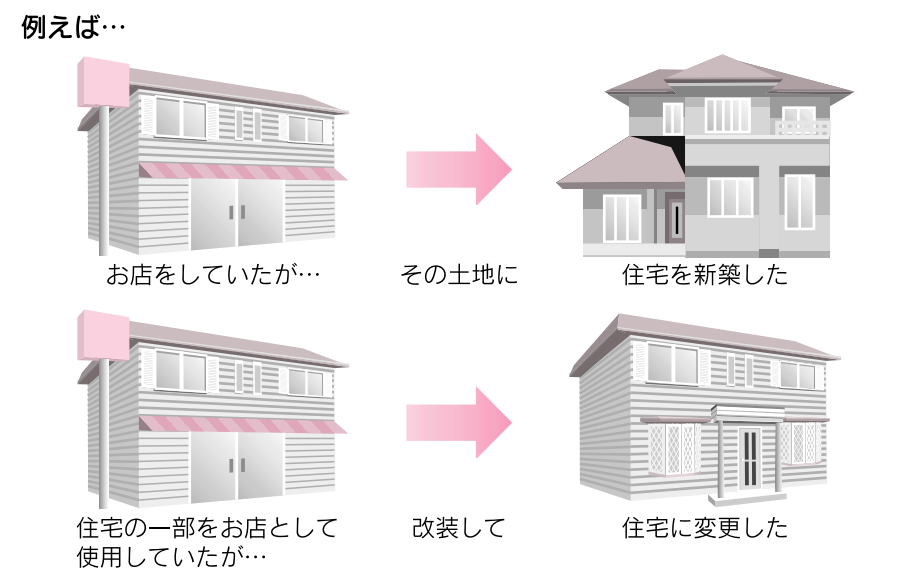 例えば…
お店をしていたが…
その土地に
住宅を新築した
住宅の一部をお店として
使用していたが…
改装して
住宅に変更した